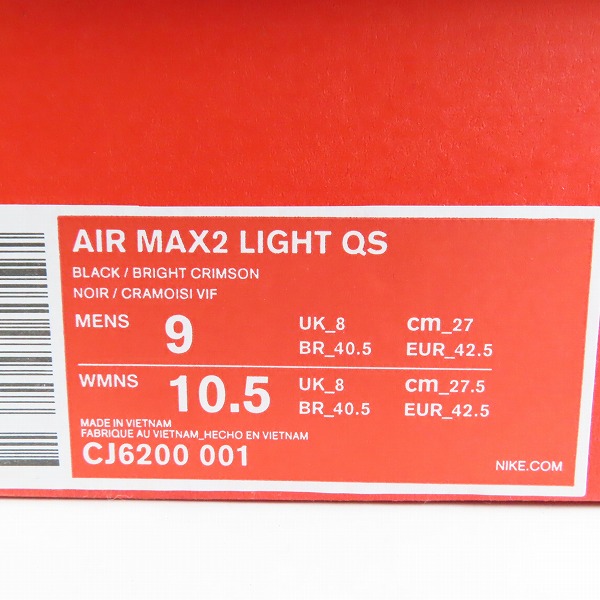 AIR MAX2 LIGHT QS
BLACK / BRIGHT CRIMSON
NOIR / CRAMOISI VIF
MENS 9 UK_8 cm_27
BR_40.5 EUR_42.5
WMNS 10.5 UK_8 cm_27.5
BR_40.5 EUR_42.5
MADE IN VIETNAM
FABRIQUE AU VIETNAM_HECHO EN VIETNAM
CJ6200 001
NIKE.COM